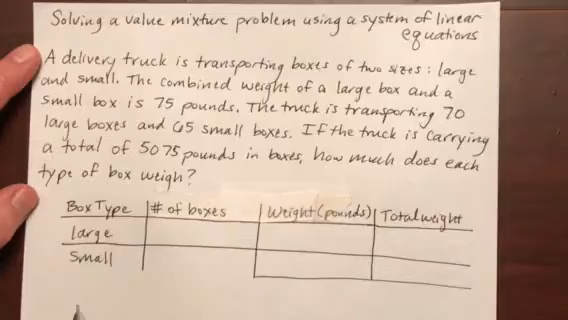 Solving a value mixture problem using a system of linear
equations
A delivery truck is transporting boxes of two sizes: large
and small. The combined weight of a large box and a
small box is 75 pounds. The truck is transporting 70
large boxes and 65 small boxes. If the truck is carrying
a total of 5075 pounds in boxes, how much does each
type of box weigh?
Box Type # of boxes Weight (pounds) Total weight
large
Small